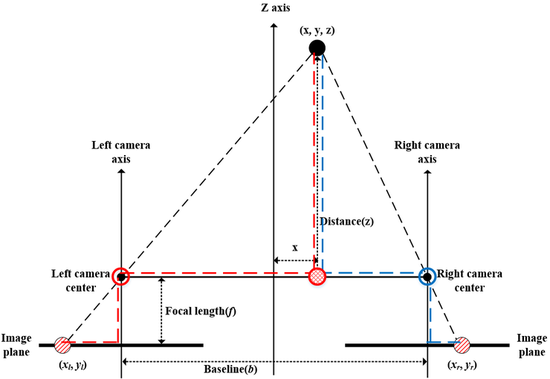 Z axis
(x, y, z)
Left camera
axis
Right camera
axis
Distance(z)
x
Left camera
center
Right camera
center
Focal length(f)
Image
plane
Image
plane
(xl, yl)
(xr, yr)
Baseline(b)